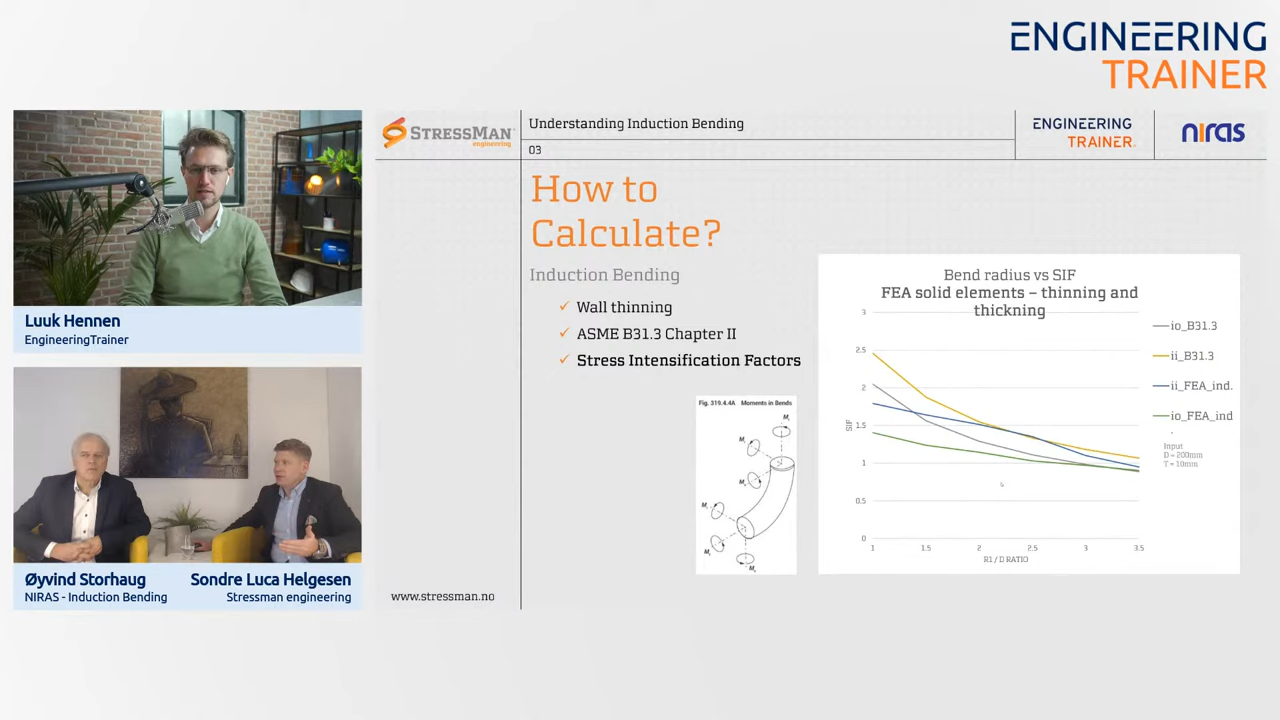 ENGINEERING
TRAINER
Luuk Hennen
EngineeringTrainer
Øyvind Storhaug
NIRAS - Induction Bending
Sondre Luca Helgesen
Stressman engineering
STRESSMAN
engineering
Understanding Induction Bending
03
ENGINEERING
TRAINER
niras
How to
Calculate?
Induction Bending
Wall thinning
ASME B31.3 Chapter II
Stress Intensification Factors
Fig. 319.4.4A Moments in Bends
Bend radius vs SIF
FEA solid elements – thinning and
thickning
3
2.5
2
1.5
1
0.5
0
SIF
1 1.5 2 2.5 3 3.5
R1 / D RATIO
io_B31.3
ii_B31.3
ii_FEA_ind.
io_FEA_ind
.
Input
D = 200mm
T = 10mm
www.stressman.no